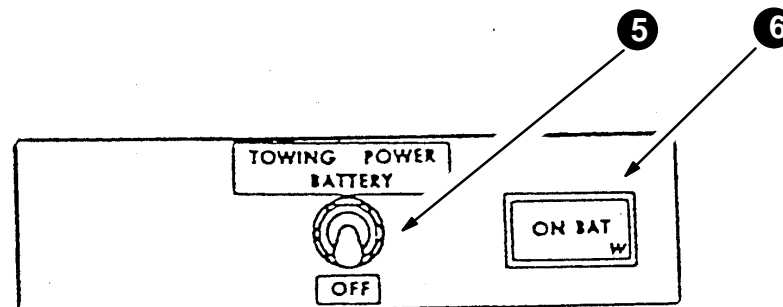 5 6
TOWING POWER
BATTERY
ON BAT
W
OFF